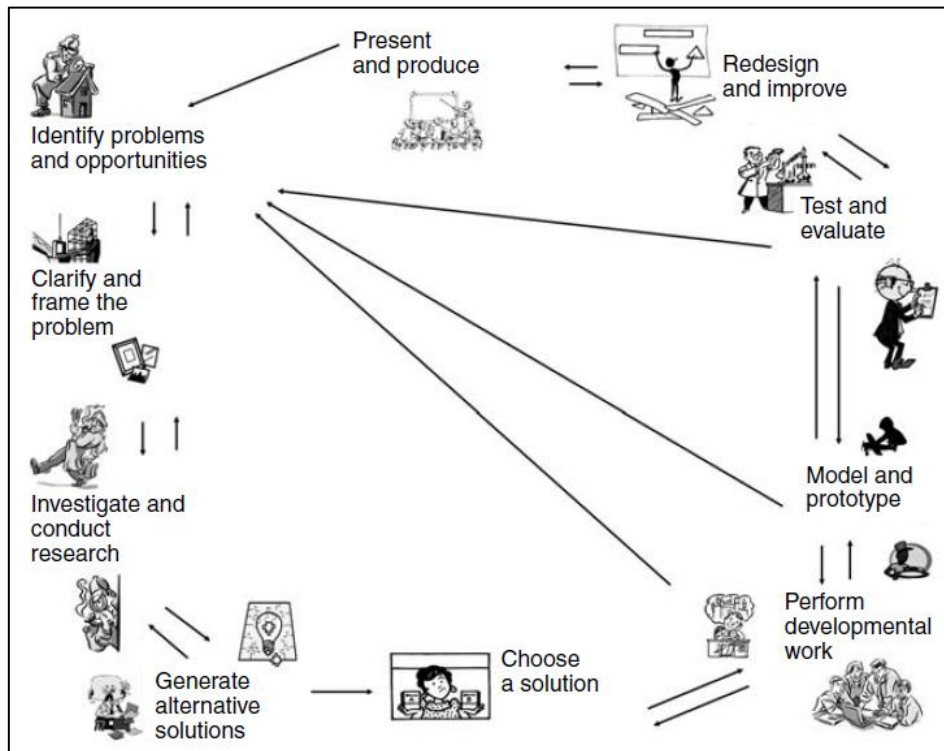 Present
and produce
Redesign
and improve
Identify problems
and opportunities
Test and
evaluate
Clarify and
frame the
problem
Model and
prototype
Investigate and
conduct
research
Perform
developmental
work
Choose
a solution
Generate
alternative
solutions